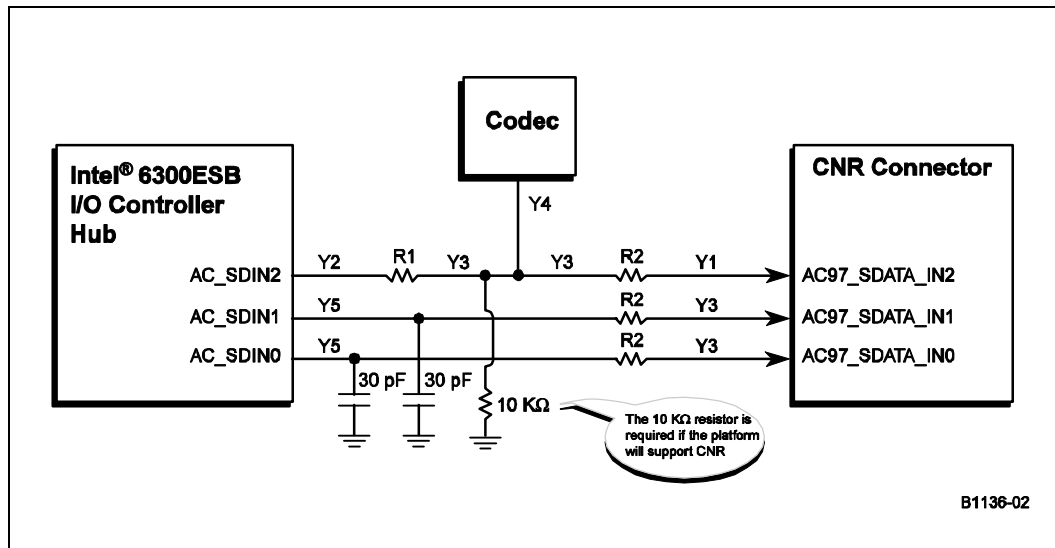 Codec
Intel® 6300ESB
I/O Controller
Hub
CNR Connector
Y4
AC_SDIN2
Y2
R1
Y3
Y3
R2
Y1
AC97_SDATA_IN2
AC_SDIN1
Y5
R2
Y3
AC97_SDATA_IN1
AC_SDIN0
Y5
R2
Y3
AC97_SDATA_IN0
30 pF
30 pF
10 KΩ
The 10 KΩ resistor is
required if the platform
will support CNR
B1136-02